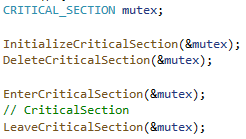 CRITICAL_SECTION mutex;
InitializeCriticalSection(&mutex);
DeleteCriticalSection(&mutex);
EnterCriticalSection(&mutex);
// CriticalSection
LeaveCriticalSection(&mutex);